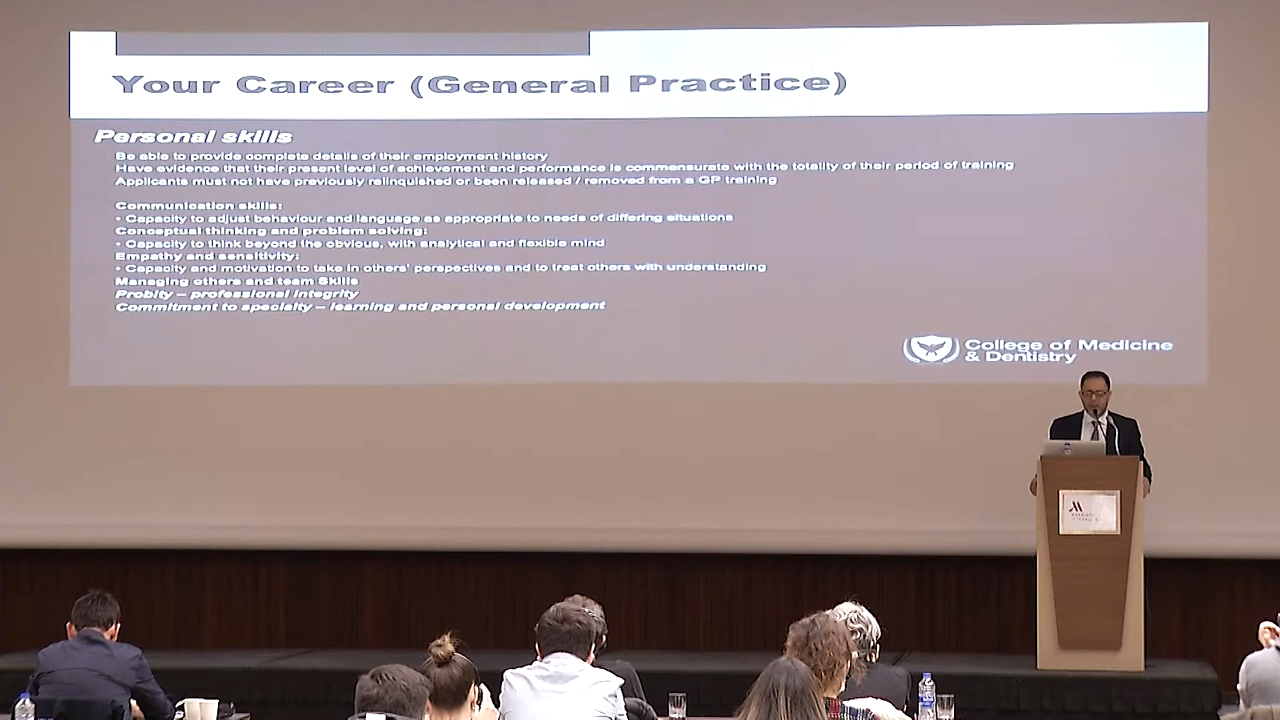 Your Career (General Practice)
Personal skills
Be able to provide complete details of their employment history
Have evidence that their present level of achievement and performance is commensurate with the totality of their period of training
Applicants must not have previously relinquished or been released / removed from a GP training
Communication skills:
• Capacity to adjust behaviour and language as appropriate to needs of differing situations
Conceptual thinking and problem solving:
• Capacity to think beyond the obvious, with analytical and flexible mind
Empathy and sensitivity:
• Capacity and motivation to take in others' perspectives and to treat others with understanding
Managing others and team Skills
Probity – professional integrity
Commitment to specialty – learning and personal development
College of Medicine
& Dentistry